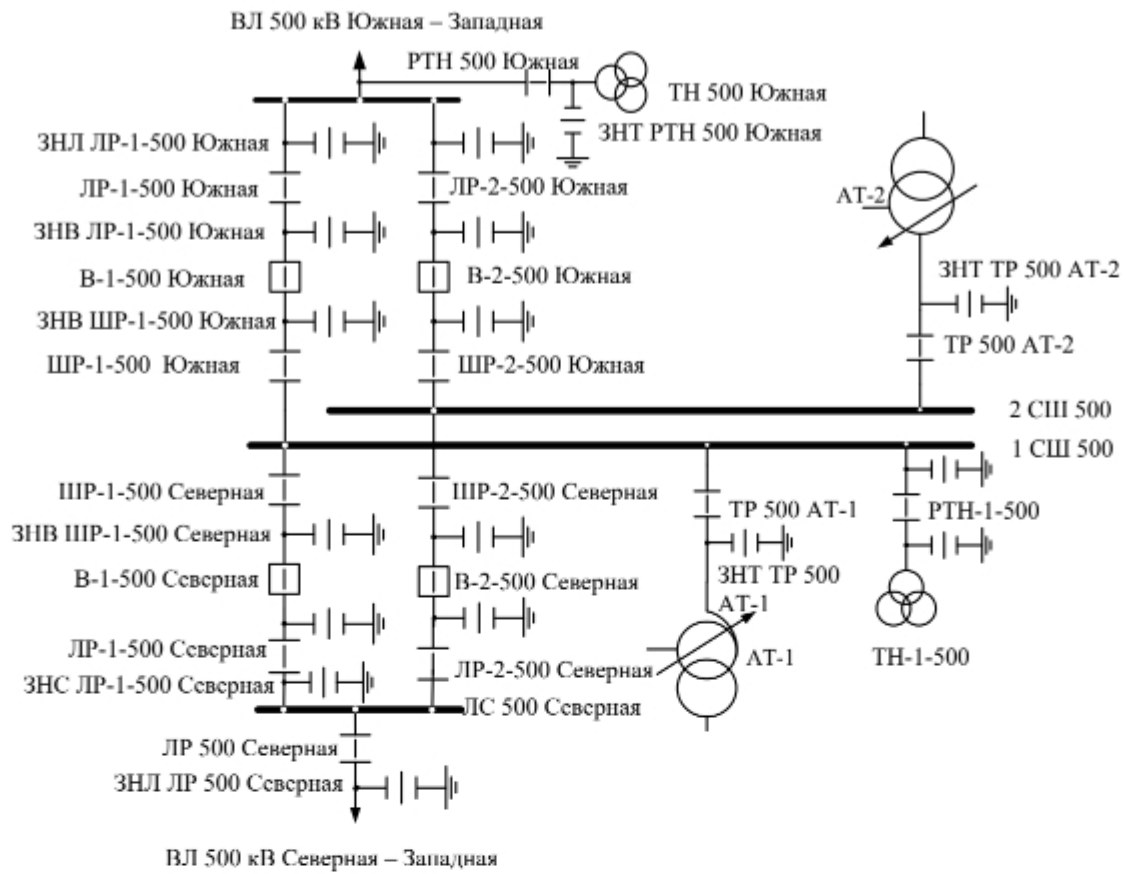 ВЛ 500 кВ Южная – Западная
РТН 500 Южная
ТН 500 Южная
ЗНТ РТН 500 Южная
ЗНЛ ЛР-1-500 Южная
ЛР-1-500 Южная
ЛР-2-500 Южная
ЗНВ ЛР-1-500 Южная
В-1-500 Южная
В-2-500 Южная
ЗНВ ШР-1-500 Южная
ШР-1-500 Южная
ШР-2-500 Южная
АТ-2
ЗНТ ТР 500 АТ-2
ТР 500 АТ-2
2 СШ 500
1 СШ 500
ШР-1-500 Северная
ШР-2-500 Северная
ТР 500 АТ-1
РТН-1-500
ЗНВ ШР-1-500 Северная
В-1-500 Северная
В-2-500 Северная
ЗНТ ТР 500
АТ-1
АТ-1
ТН-1-500
ЛР-1-500 Северная
ЛР-2-500 Северная
ЗНС ЛР-1-500 Северная
ЛС 500 Северная
ЛР 500 Северная
ЗНЛ ЛР 500 Северная
ВЛ 500 кВ Северная – Западная